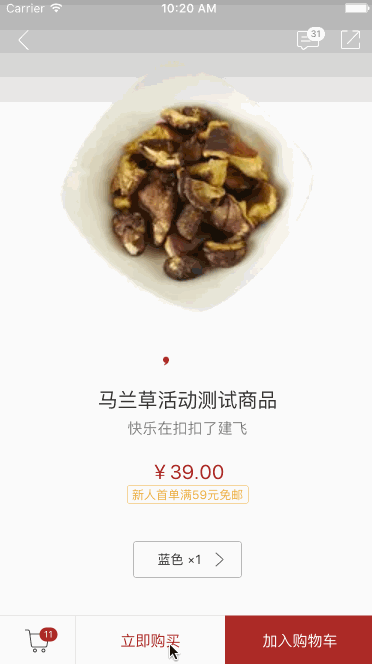 Carrier 10:20 AM
31
马兰草活动测试商品
快乐在扣扣了建飞
￥39.00
新人首单满59元免邮
蓝色 ×1
11 立即购买 加入购物车